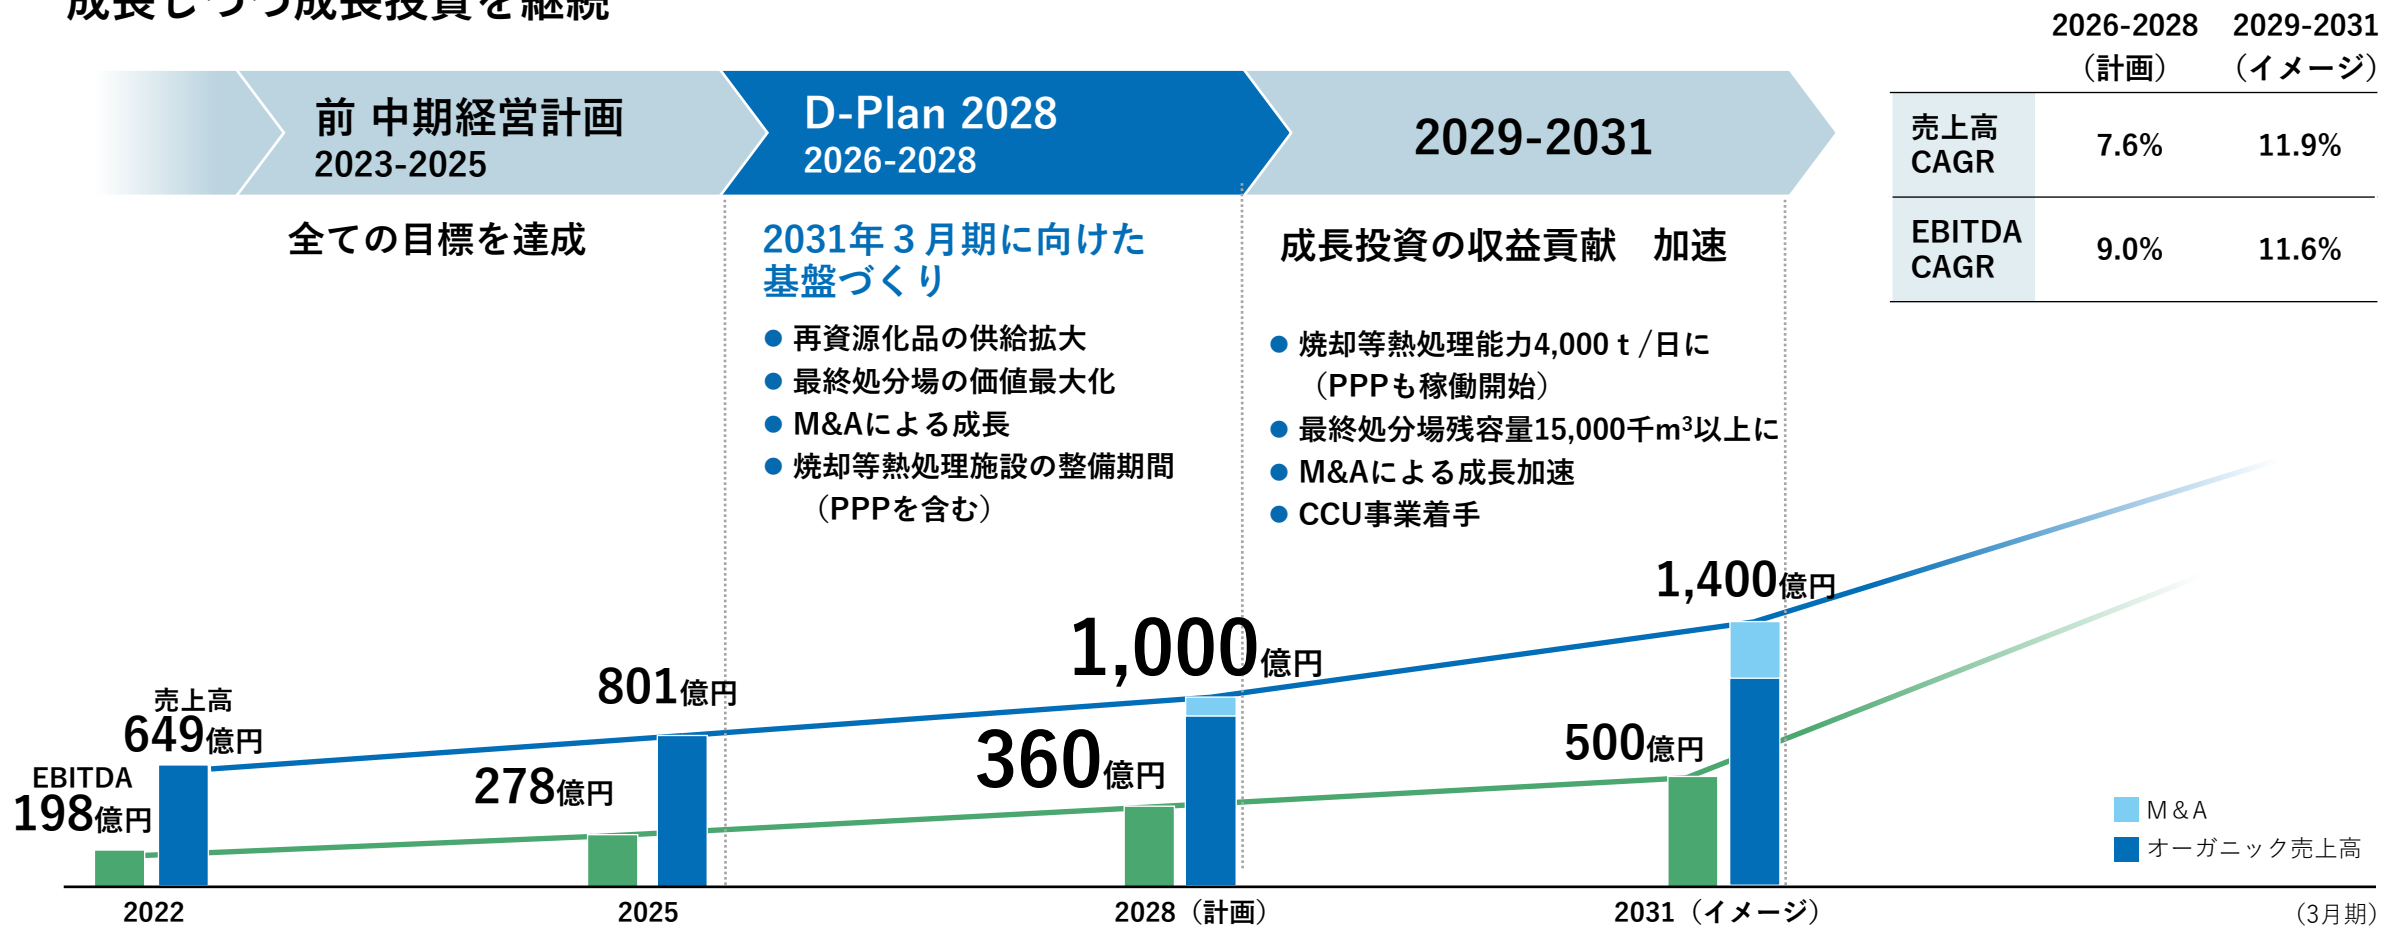 成長しつつ成長投資を継続
2026-2028
（計画）
2029-2031
（イメージ）
売上高
CAGR
7.6%
11.9%
EBITDA
CAGR
9.0%
11.6%
前 中期経営計画
2023-2025
D-Plan 2028
2026-2028
2029-2031
全ての目標を達成
2031年３月期に向けた
基盤づくり
● 再資源化品の供給拡大
● 最終処分場の価値最大化
● M&Aによる成長
● 焼却等熱処理施設の整備期間
（PPPを含む）
成長投資の収益貢献　加速
● 焼却等熱処理能力4,000ｔ/日に
（PPPも稼働開始）
● 最終処分場残容量15,000千m³以上に
● M&Aによる成長加速
● CCU事業着手
売上高
649億円
EBITDA
198億円
801億円
278億円
1,000億円
360億円
1,400億円
500億円
M＆A
オーガニック売上高
2022
2025
2028（計画）
2031（イメージ）
（3月期）